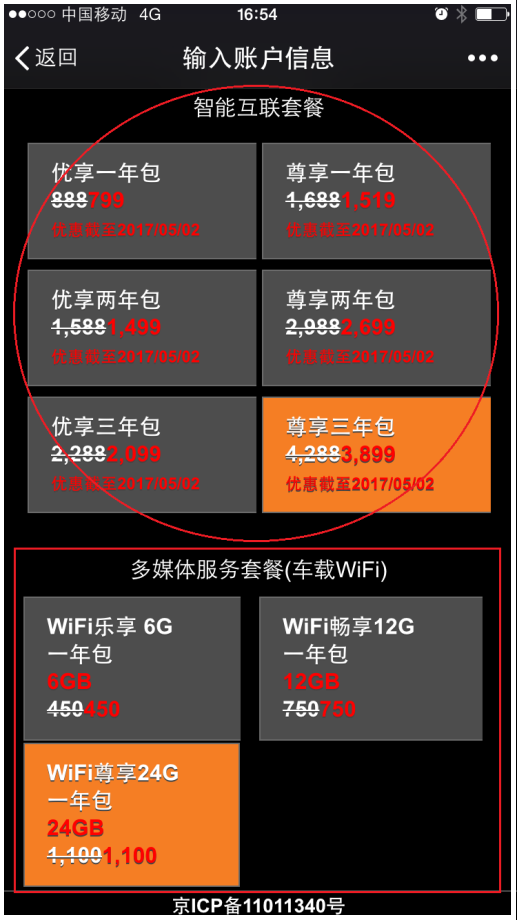 中国移动 4G 16:54
返回 输入账户信息
智能互联套餐
优享一年包
888799
优惠截至2017/05/02
尊享一年包
1,6881,519
优惠截至2017/05/02
优享两年包
1,5881,499
优惠截至2017/05/02
尊享两年包
2,9882,699
优惠截至2017/05/02
优享三年包
2,2882,099
优惠截至2017/05/02
尊享三年包
4,2883,899
优惠截至2017/05/02
多媒体服务套餐(车载WiFi)
WiFi乐享 6G
一年包
6GB
450450
WiFi畅享12G
一年包
12GB
750750
WiFi尊享24G
一年包
24GB
1,1001,100
京ICP备11011340号